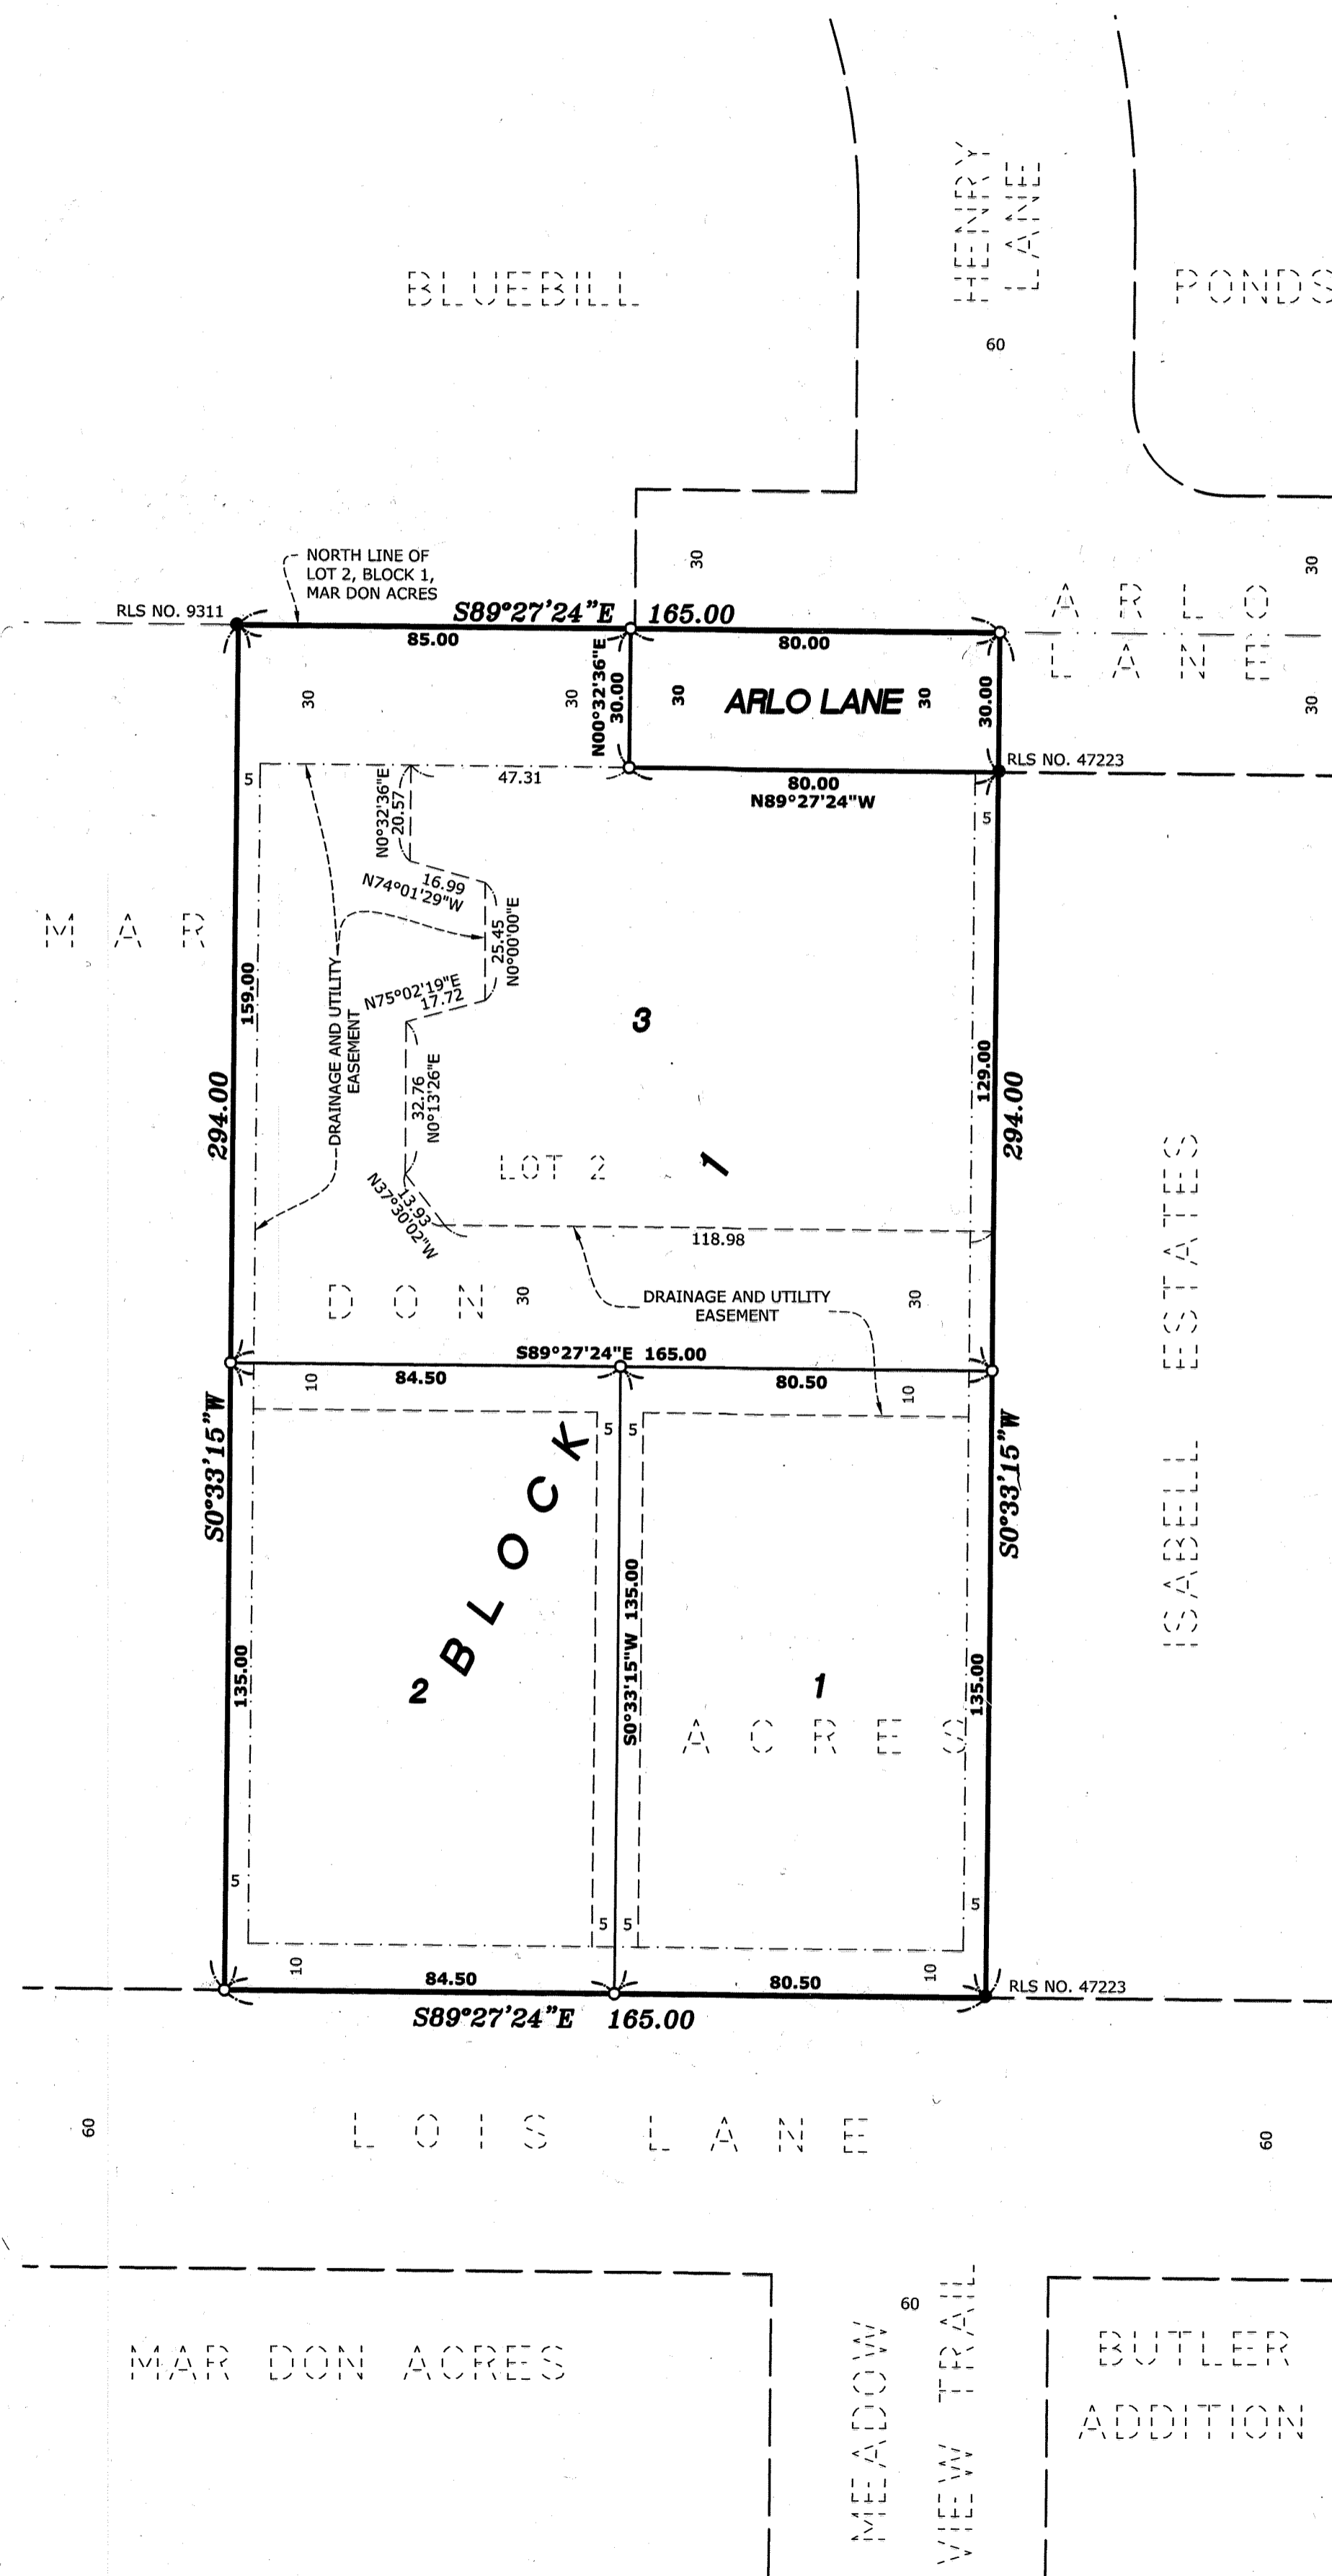 HENRY
LANE
BLUEBILL
PONDS
60
NORTH LINE OF
LOT 2, BLOCK 1,
MAR DON ACRES
30
30
RLS NO. 9311
S89°27'24"E 165.00
ARLO
LANE
85.00
80.00
30
30
N00°32'36"E
30.00
30
ARLO LANE
30
30.00
30
RLS NO. 47223
5
47.31
80.00
N89°27'24"W
5
N0°32'36"E
20.57
16.99
N74°01'29"W
25.45
N0°00'00"E
N75°02'19"E
17.72
MAR
159.00
DRAINAGE AND UTILITY
EASEMENT
3
32.76
N0°13'26"E
129.00
294.00
294.00
LOT 2
1
13.93
N37°30'02"W
118.98
ISABELL ESTATES
DON
30
DRAINAGE AND UTILITY
EASEMENT
30
S89°27'24"E 165.00
84.50
80.50
10
10
S0°33'15"W
S0°33'15"W
5
5
BLOCK
S0°33'15"W 135.00
135.00
135.00
2
1
ACRES
5
5
5
5
10
84.50
80.50
10
RLS NO. 47223
S89°27'24"E 165.00
60
LOIS LANE
60
60
MAR DON ACRES
MEADOW
VIEW TRAIL
BUTLER
ADDITION